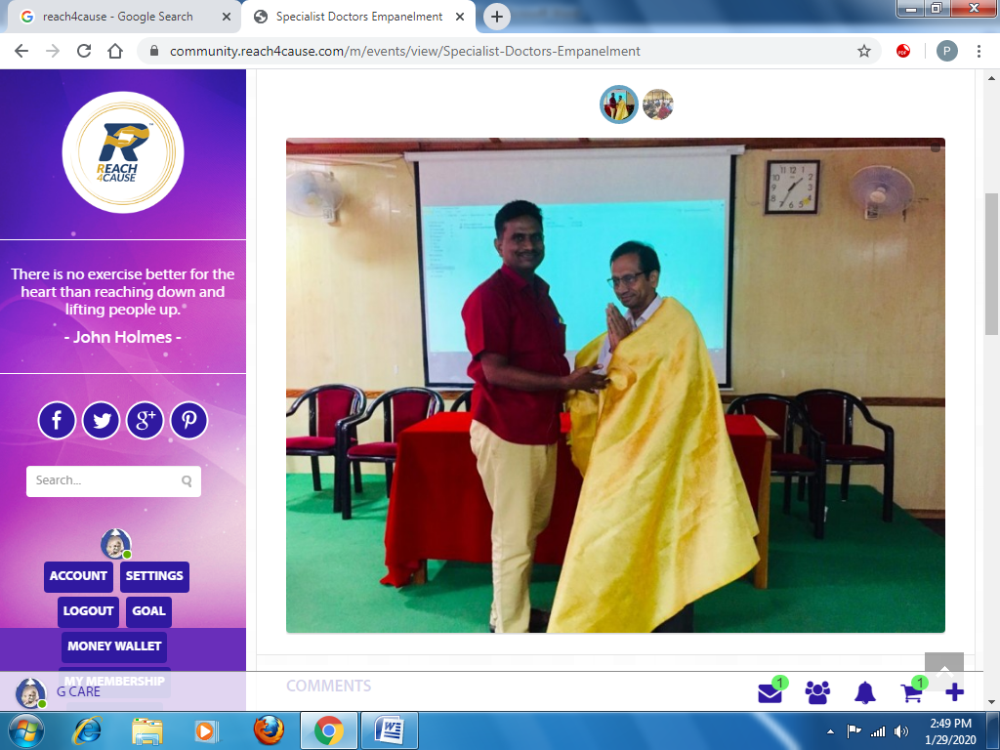 reach4cause - Google Search
Specialist Doctors Empanelment
community.reach4cause.com/m/events/view/Specialist-Doctors-Empanelment
PDF
P
R
REACH
4CAUSE
There is no exercise better for the
heart than reaching down and
lifting people up.
- John Holmes -
Search...
ACCOUNT
SETTINGS
LOGOUT
GOAL
MONEY WALLET
MY MEMBERSHIP
G CARE
COMMENTS
1
1
2:49 PM
1/29/2020